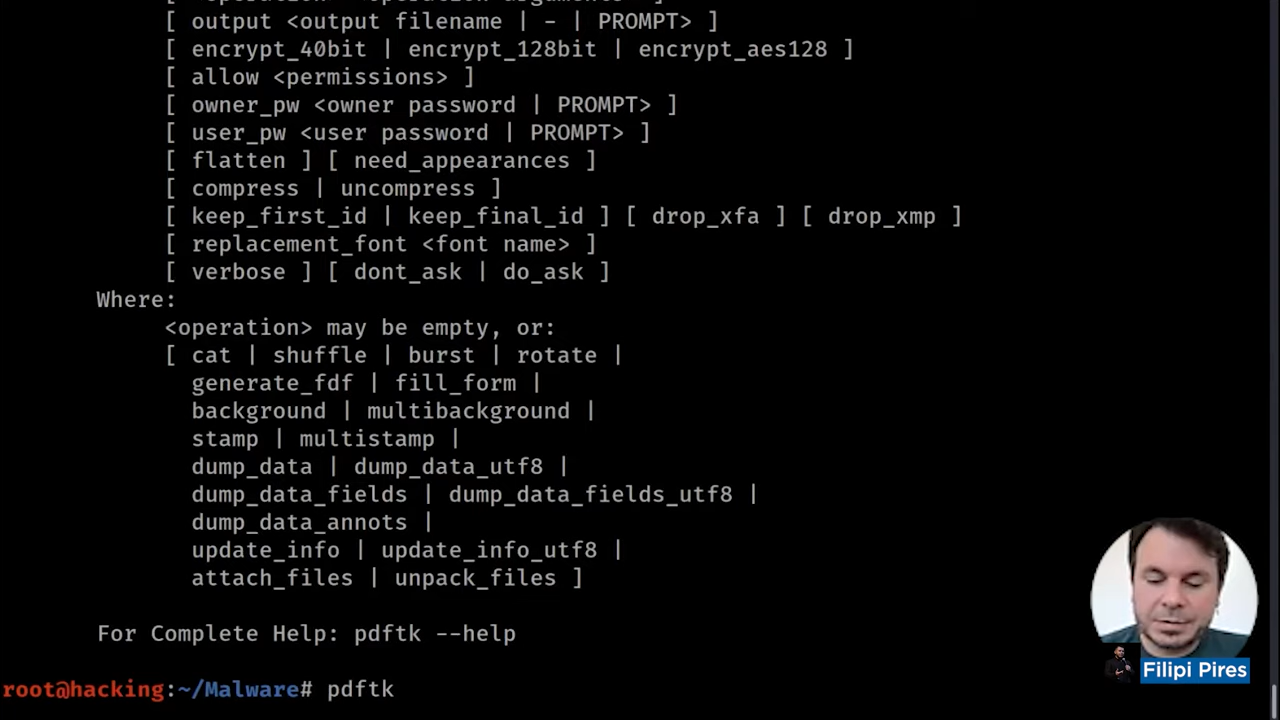 [ output <output filename | - | PROMPT> ]
[ encrypt_40bit | encrypt_128bit | encrypt_aes128 ]
[ allow <permissions> ]
[ owner_pw <owner password | PROMPT> ]
[ user_pw <user password | PROMPT> ]
[ flatten ] [ need_appearances ]
[ compress | uncompress ]
[ keep_first_id | keep_final_id ] [ drop_xfa ] [ drop_xmp ]
[ replacement_font <font name> ]
[ verbose ] [ dont_ask | do_ask ]
Where:
<operation> may be empty, or:
[ cat | shuffle | burst | rotate |
generate_fdf | fill_form |
background | multibackground |
stamp | multistamp |
dump_data | dump_data_utf8 |
dump_data_fields | dump_data_fields_utf8 |
dump_data_annots |
update_info | update_info_utf8 |
attach_files | unpack_files ]
For Complete Help: pdftk --help
root@hacking:~/Malware# pdftk
Filipi Pires